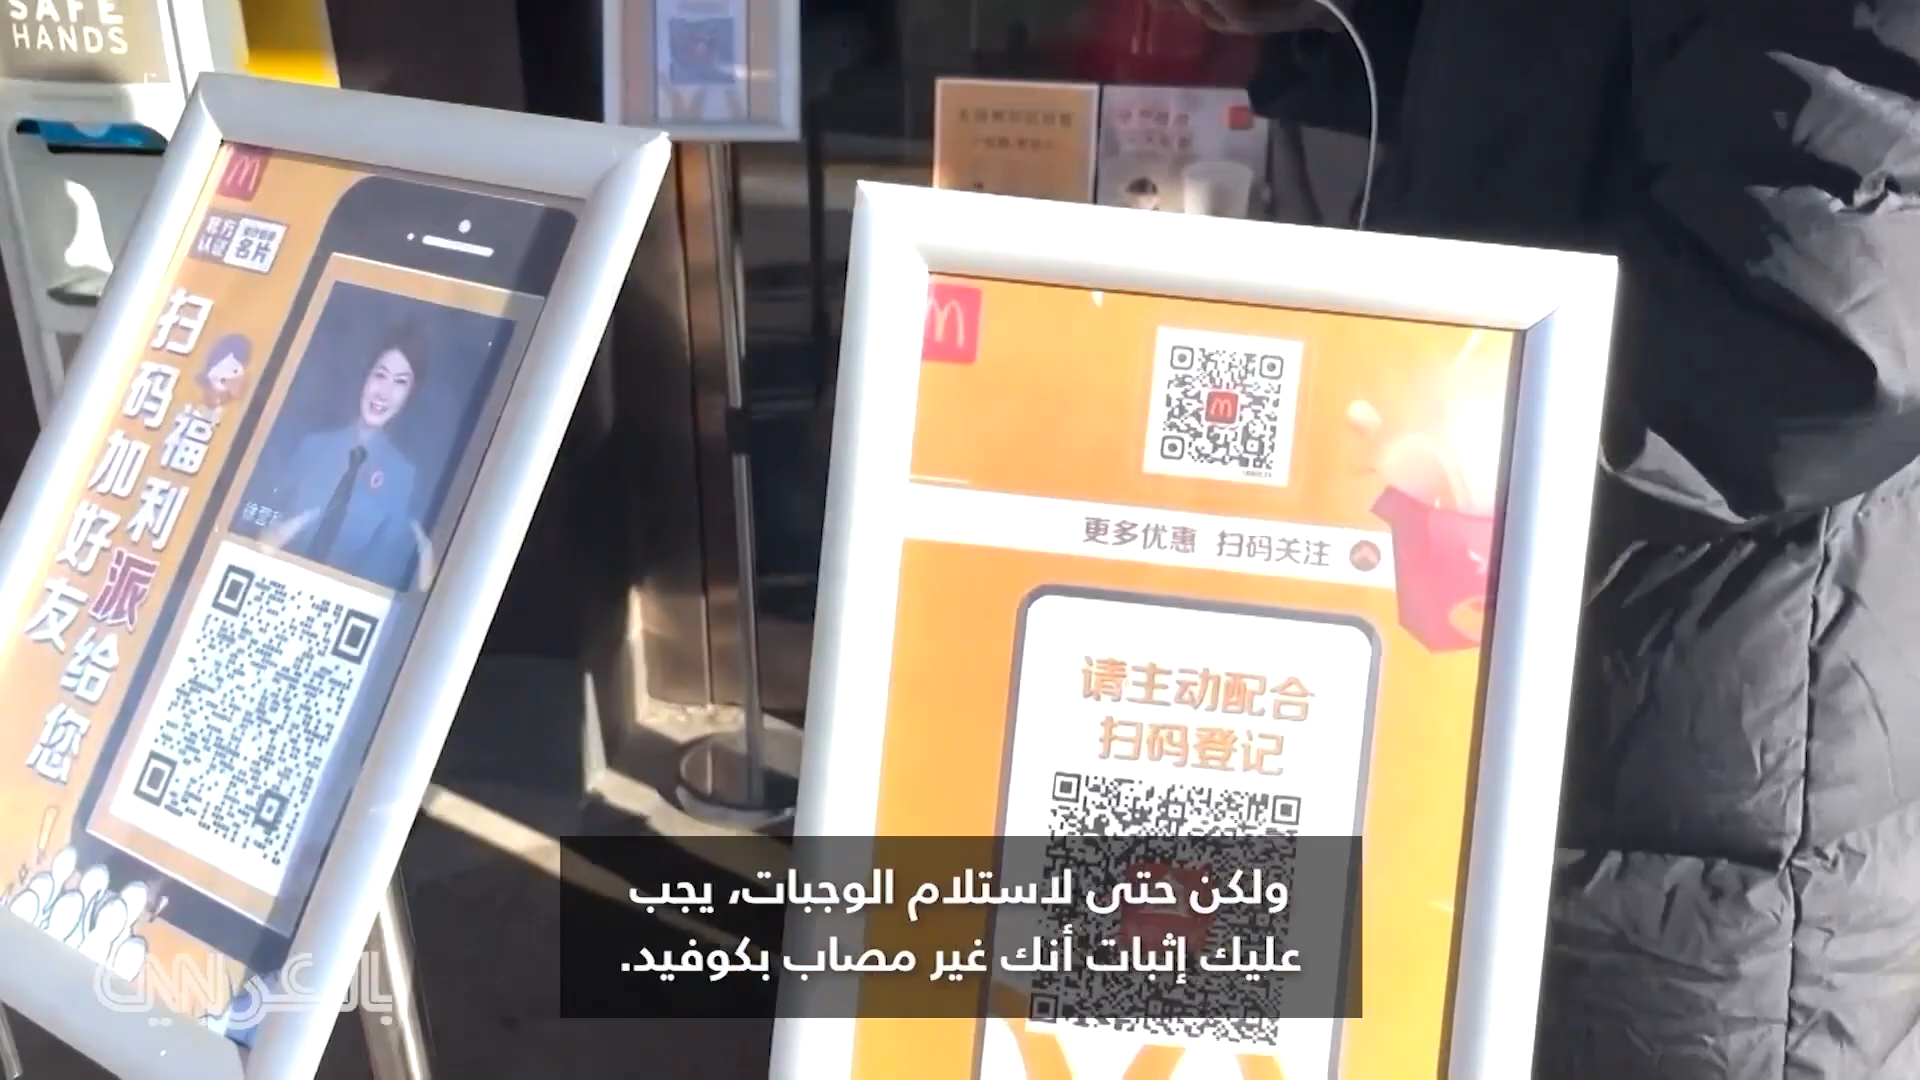 SAFE
HANDS
官方
认证
名片
扫码加好友
福利派给您!
更多优惠 扫码关注
请主动配合
扫码登记
ولكن حتى لاستلام الوجبات، يجب
عليك إثبات أنك غير مصاب بكوفيد.
CNN بالعربية